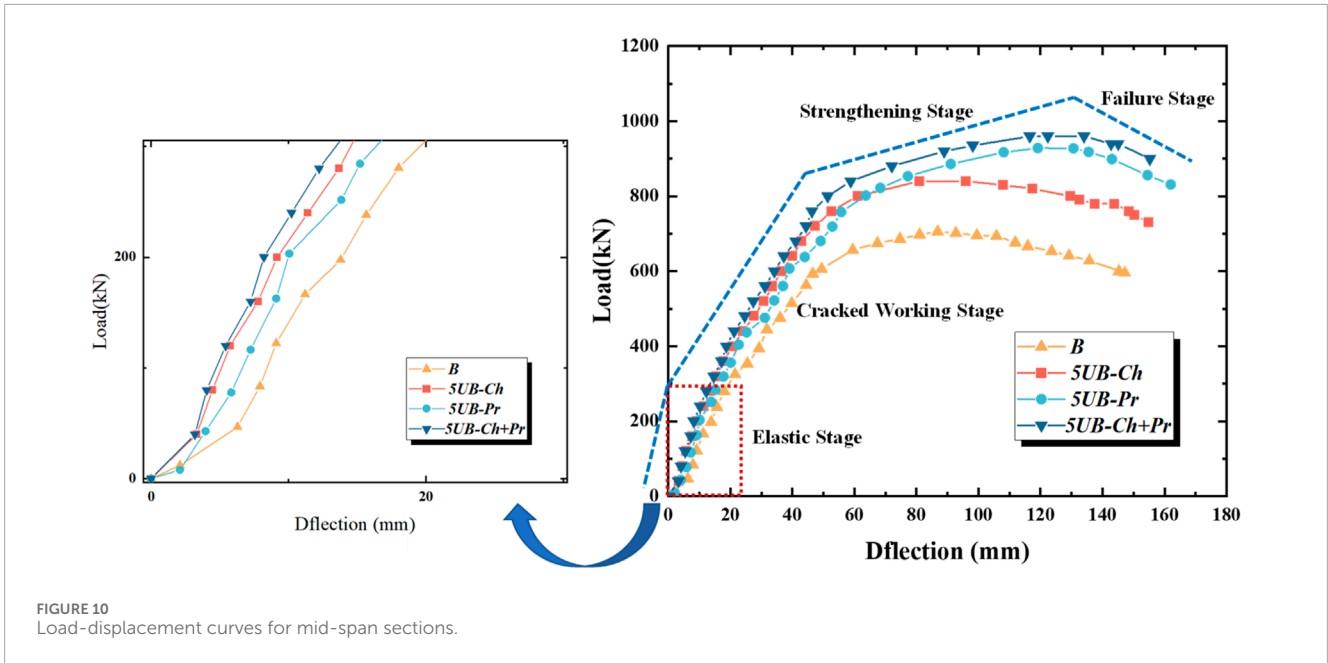 200
0
0
20
Load(kN)
Dflection (mm)
B
5UB-Ch
5UB-Pr
5UB-Ch+Pr
1200
1000
800
600
400
200
0
0
20
40
60
80
100
120
140
160
180
Load(kN)
Dflection (mm)
Strengthening Stage
Failure Stage
Cracked Working Stage
Elastic Stage
B
5UB-Ch
5UB-Pr
5UB-Ch+Pr
FIGURE 10
Load-displacement curves for mid-span sections.